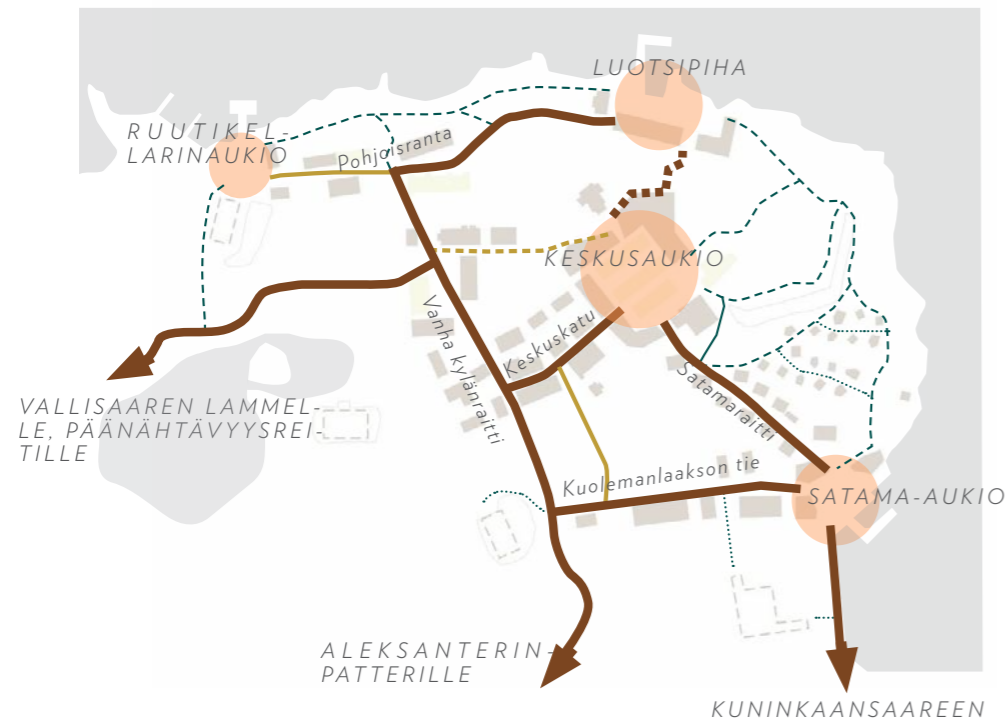 LUOTSIPIHA
RUUTIKEL-
LARINAUKIO
Pohjoisranta
KESKUSAUKIO
Vanha kylänraitti
Keskuskatu
Satamaraitti
VALLISAAREN LAMMEL-
LE, PÄÄNÄHTÄVYYSREI-
TILLE
Kuolemanlaakson tie
SATAMA-AUKIO
ALEKSANTERIN-
PATTERILLE
KUNINKAANSAAREEN